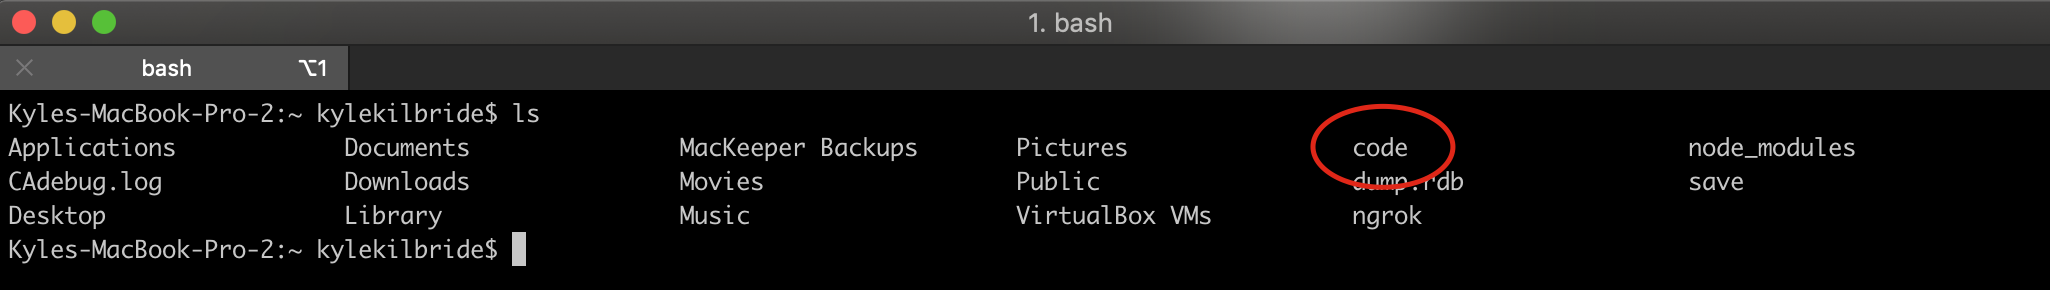 1. bash
bash ⌥1
Kyles-MacBook-Pro-2:~ kylekilbride$ ls
Applications Documents MacKeeper Backups Pictures code node_modules
CAdebug.log Downloads Movies Public dump.rdb save
Desktop Library Music VirtualBox VMs ngrok
Kyles-MacBook-Pro-2:~ kylekilbride$